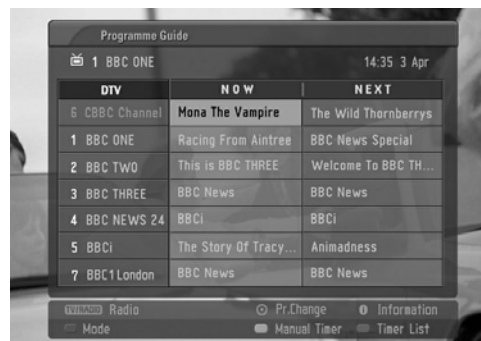 Programme Guide
1 BBC ONE 14:35 3 Apr
DTV NOW NEXT
6 CBBC Channel Mona The Vampire The Wild Thornberrys
1 BBC ONE Racing From Aintree BBC News Special
2 BBC TWO This is BBC THREE Welcome To BBC TH...
3 BBC THREE BBC News BBC News
4 BBC NEWS 24 BBCi BBCi
5 BBCi The Story Of Tracy... Animadness
7 BBC1 London BBC News BBC News
TV/RADIO Radio Pr.Change Information
Mode Manual Timer Timer List